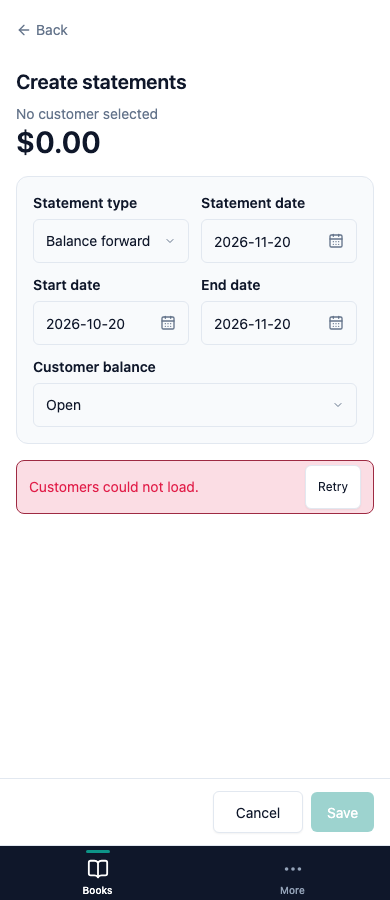 Back
Create statements
No customer selected
$0.00
Statement type
Statement date
Balance forward
2026-11-20
Start date
End date
2026-10-20
2026-11-20
Customer balance
Open
Customers could not load.
Retry
Cancel
Save
Books
More